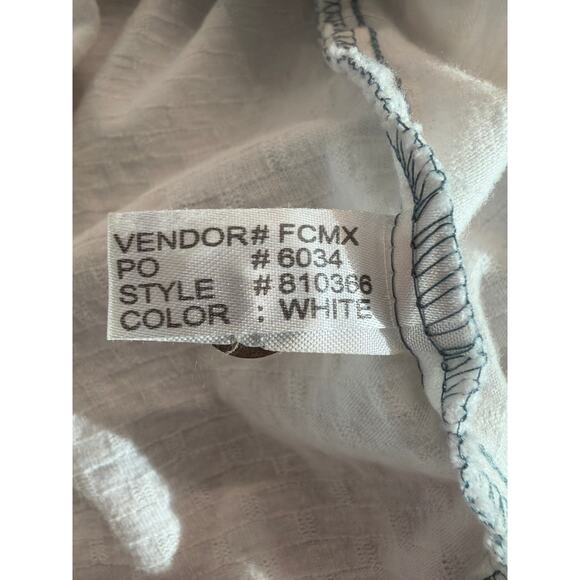 VENDOR# FCMX
PO # 6034
STYLE # 810366
COLOR : WHITE